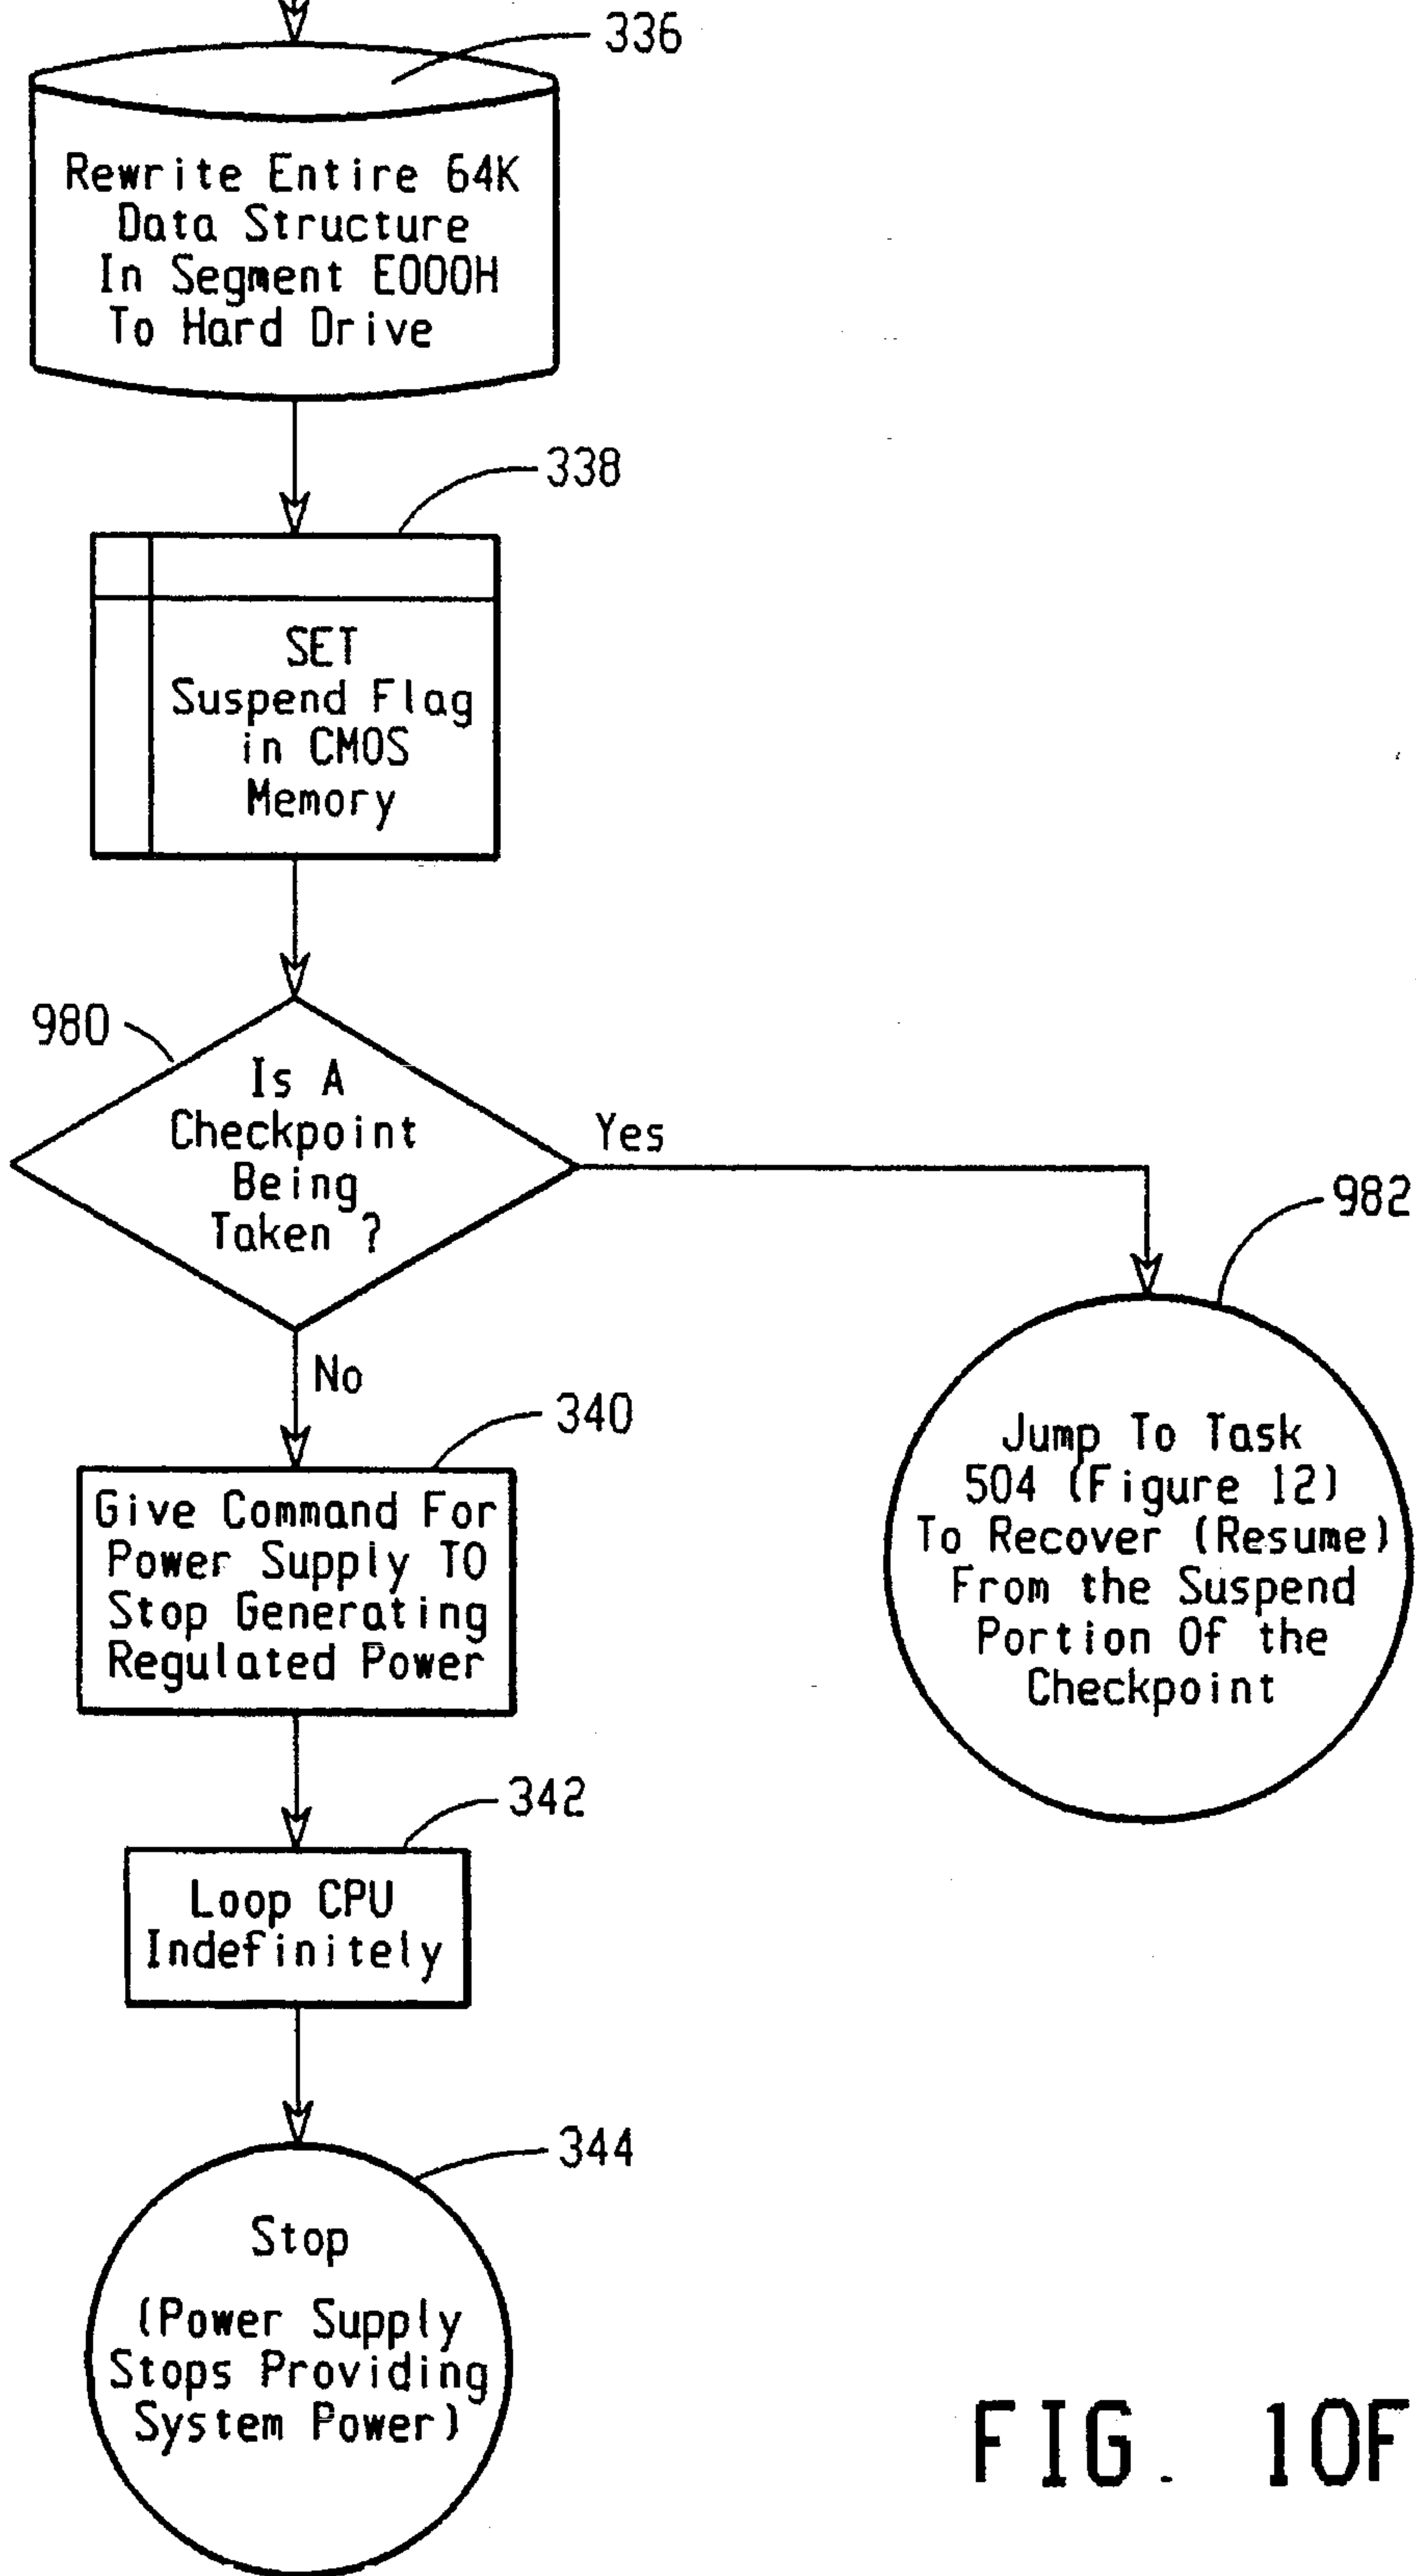 336
Rewrite Entire 64K
Data Structure
In Segment E000H
To Hard Drive
338
SET
Suspend Flag
in CMOS
Memory
980
Is A
Checkpoint
Being
Taken ?
Yes
982
No
340
Jump To Task
504 (Figure 12)
To Recover (Resume)
From the Suspend
Portion Of the
Checkpoint
Give Command For
Power Supply TO
Stop Generating
Regulated Power
342
Loop CPU
Indefinitely
344
Stop
(Power Supply
Stops Providing
System Power)
FIG. 10F